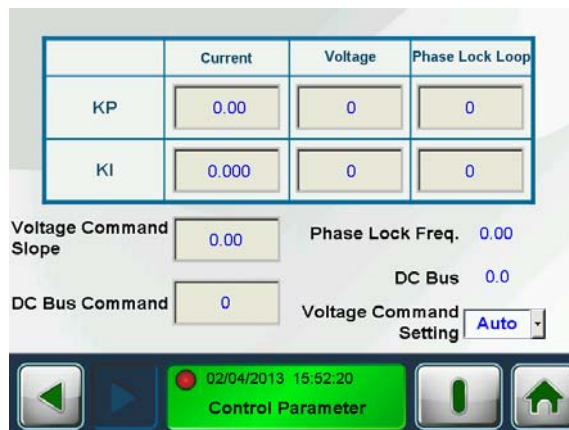 Current Voltage Phase Lock Loop
KP 0.00 0 0
KI 0.000 0 0
Voltage Command
Slope
0.00
Phase Lock Freq. 0.00
DC Bus 0.0
DC Bus Command 0
Voltage Command
Setting
Auto
02/04/2013 15:52:20
Control Parameter